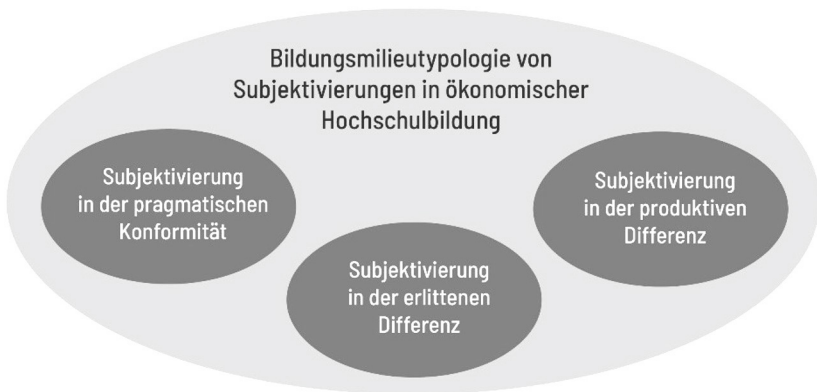 Bildungsmilieutypologie von
Subjektivierungen in ökonomischer
Hochschulbildung
Subjektivierung
in der pragmatischen
Konformität
Subjektivierung
in der erlittenen
Differenz
Subjektivierung
in der produktiven
Differenz